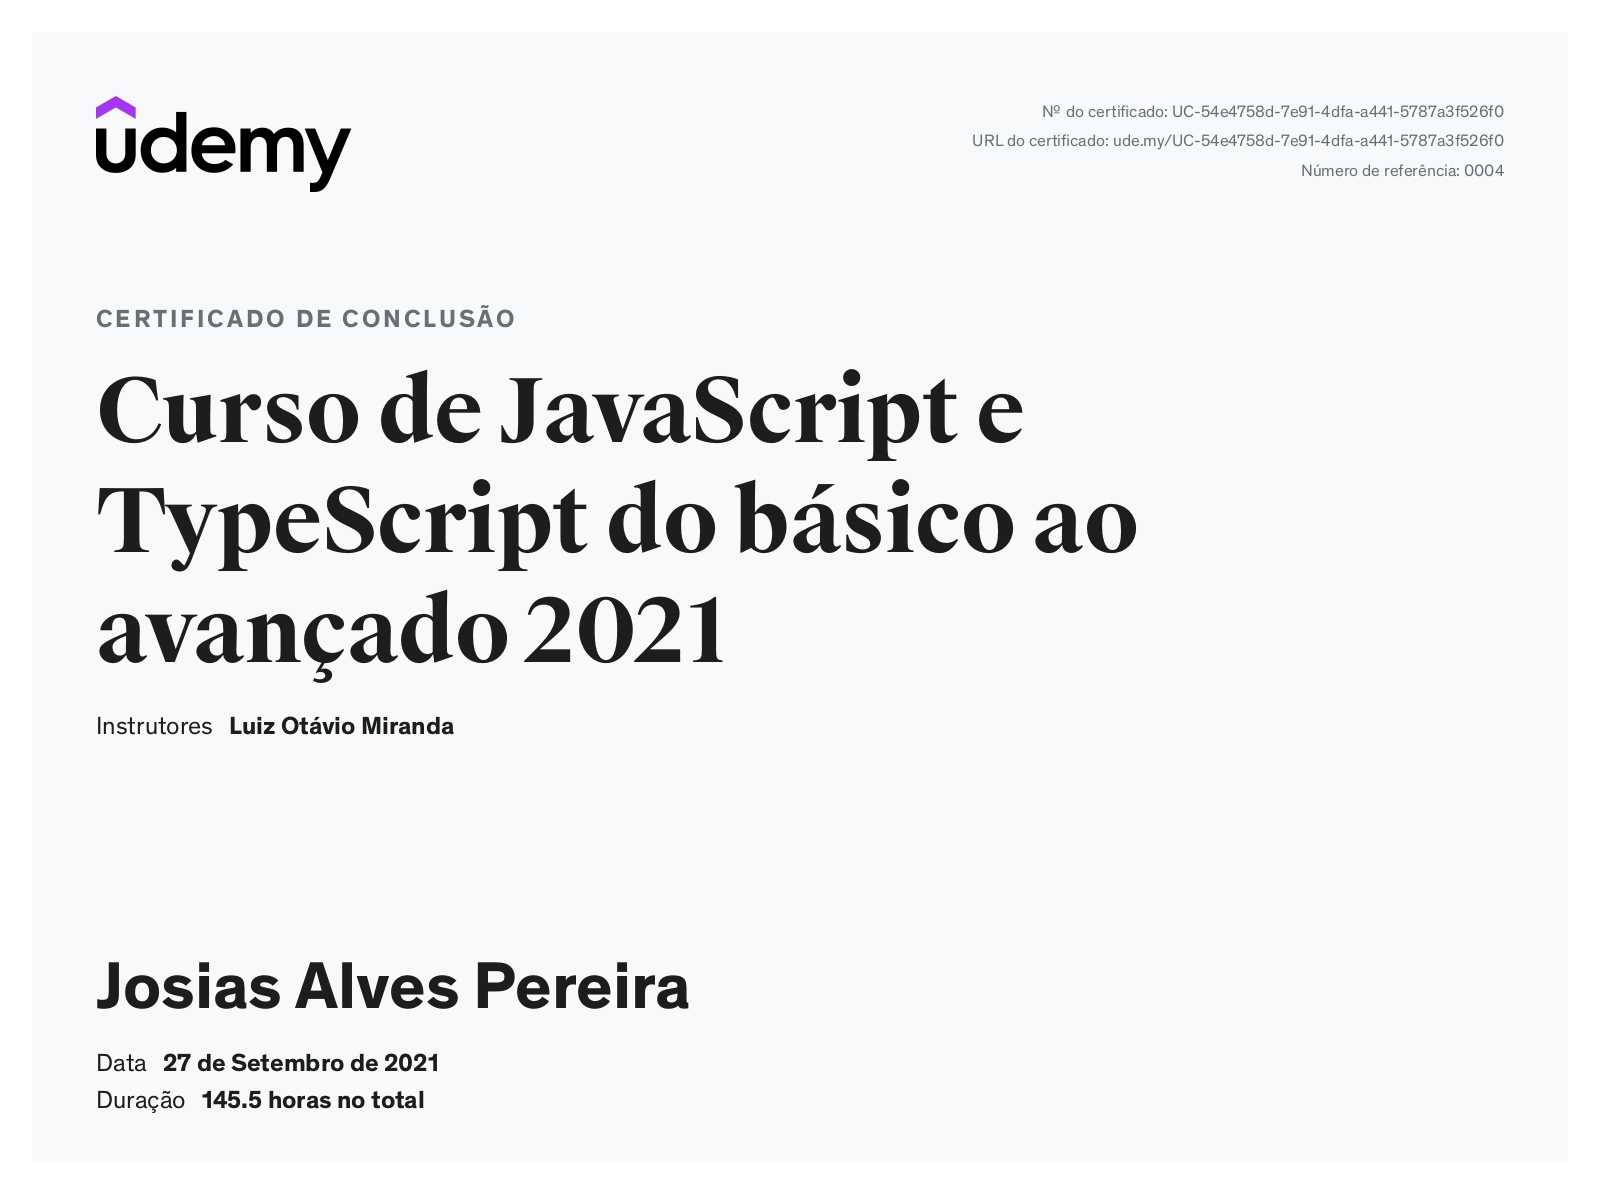 udemy
Nº do certificado: UC-54e4758d-7e91-4dfa-a441-5787a3f526f0
URL do certificado: ude.my/UC-54e4758d-7e91-4dfa-a441-5787a3f526f0
Número de referência: 0004
CERTIFICADO DE CONCLUSÃO
Curso de JavaScript e
TypeScript do básico ao
avançado 2021
Instrutores Luiz Otávio Miranda
Josias Alves Pereira
Data 27 de Setembro de 2021
Duração 145.5 horas no total